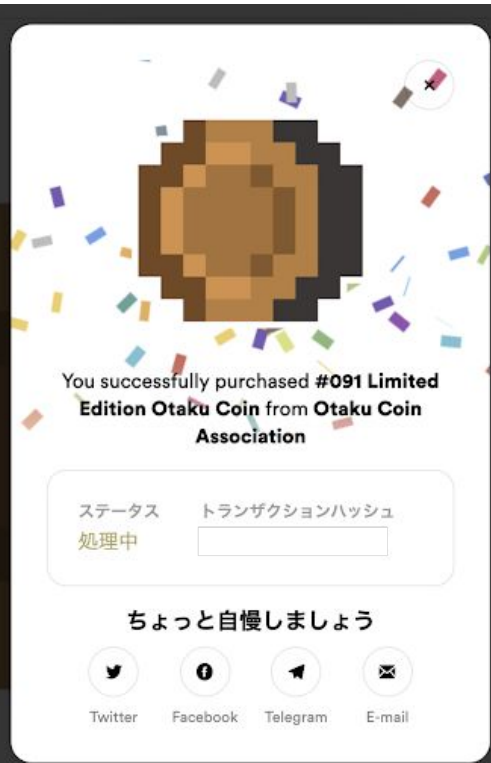 You successfully purchased #091 Limited
Edition Otaku Coin from Otaku Coin
Association
ステータス
トランザクションハッシュ
処理中
ちょっと自慢しましょう
Twitter
Facebook
Telegram
E-mail